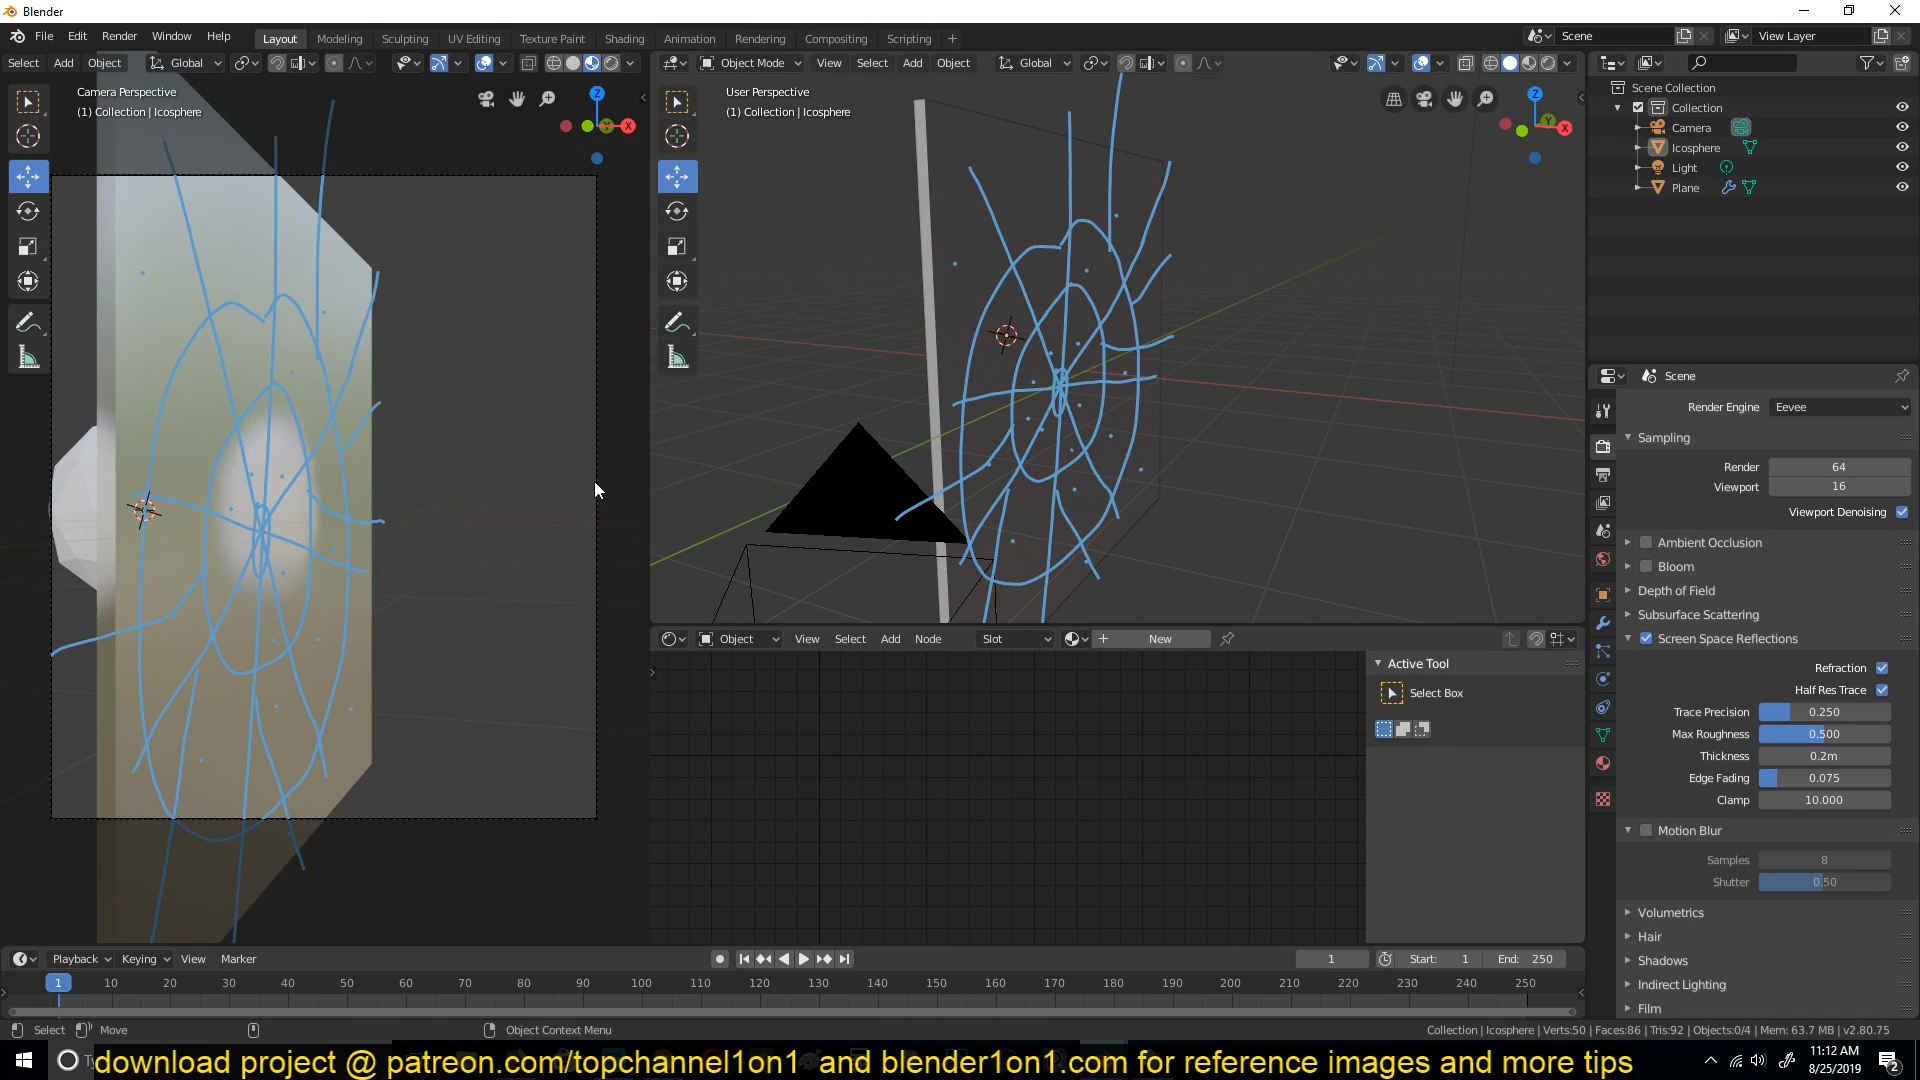 Blender
File Edit Render Window Help
Layout Modeling Sculpting UV Editing Texture Paint Shading Animation Rendering Compositing Scripting +
Scene View Layer
Select Add Object Global
Object Mode View Select Add Object Global
Camera Perspective
(1) Collection | Icosphere
User Perspective
(1) Collection | Icosphere
Z
Y
X
Z
Y
X
Scene Collection
Collection
Camera
Icosphere
Light
Plane
Scene
Render Engine Eevee
Sampling
Render 64
Viewport 16
Viewport Denoising
Ambient Occlusion
Bloom
Depth of Field
Subsurface Scattering
Screen Space Reflections
Refraction
Half Res Trace
Trace Precision 0.250
Max Roughness 0.500
Thickness 0.2m
Edge Fading 0.075
Clamp 10.000
Motion Blur
Samples 8
Shutter 0.50
Volumetrics
Hair
Shadows
Indirect Lighting
Film
Object View Select Add Node Slot New
Active Tool
Select Box
Playback Keying View Marker
1 Start: 1 End: 250
1 10 20 30 40 50 60 70 80 90 100 110 120 130 140 150 160 170 180 190 200 210 220 230 240 250
Select Move Object Context Menu
Collection | Icosphere | Verts:50 | Faces:86 | Tris:92 | Objects:0/4 | Mem: 63.7 MB | v2.80.75
download project @ patreon.com/topchannel1on1 and blender1on1.com for reference images and more tips
11:12 AM
8/25/2019
2